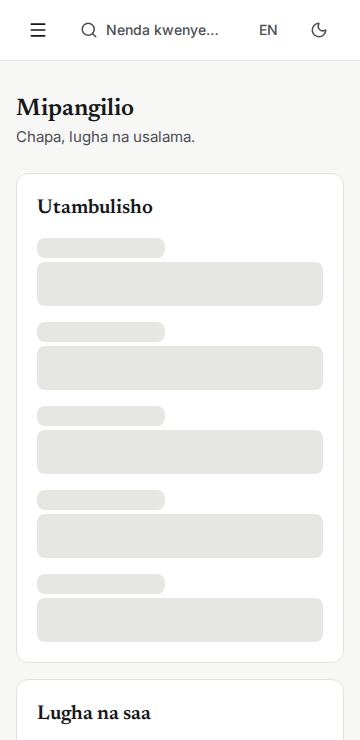 Nenda kwenye...
EN
Mipangilio
Chapa, lugha na usalama.
Utambulisho
Lugha na saa